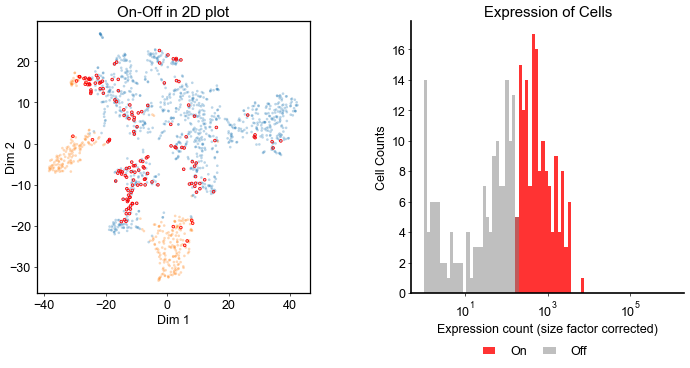 On-Off in 2D plot
20
10
0
−10
−20
−30
Dim 2
−40
−20
0
20
40
Dim 1
Expression of Cells
16
14
12
10
8
6
4
2
0
Cell Counts
10^1
10^3
10^5
Expression count (size factor corrected)
On
Off